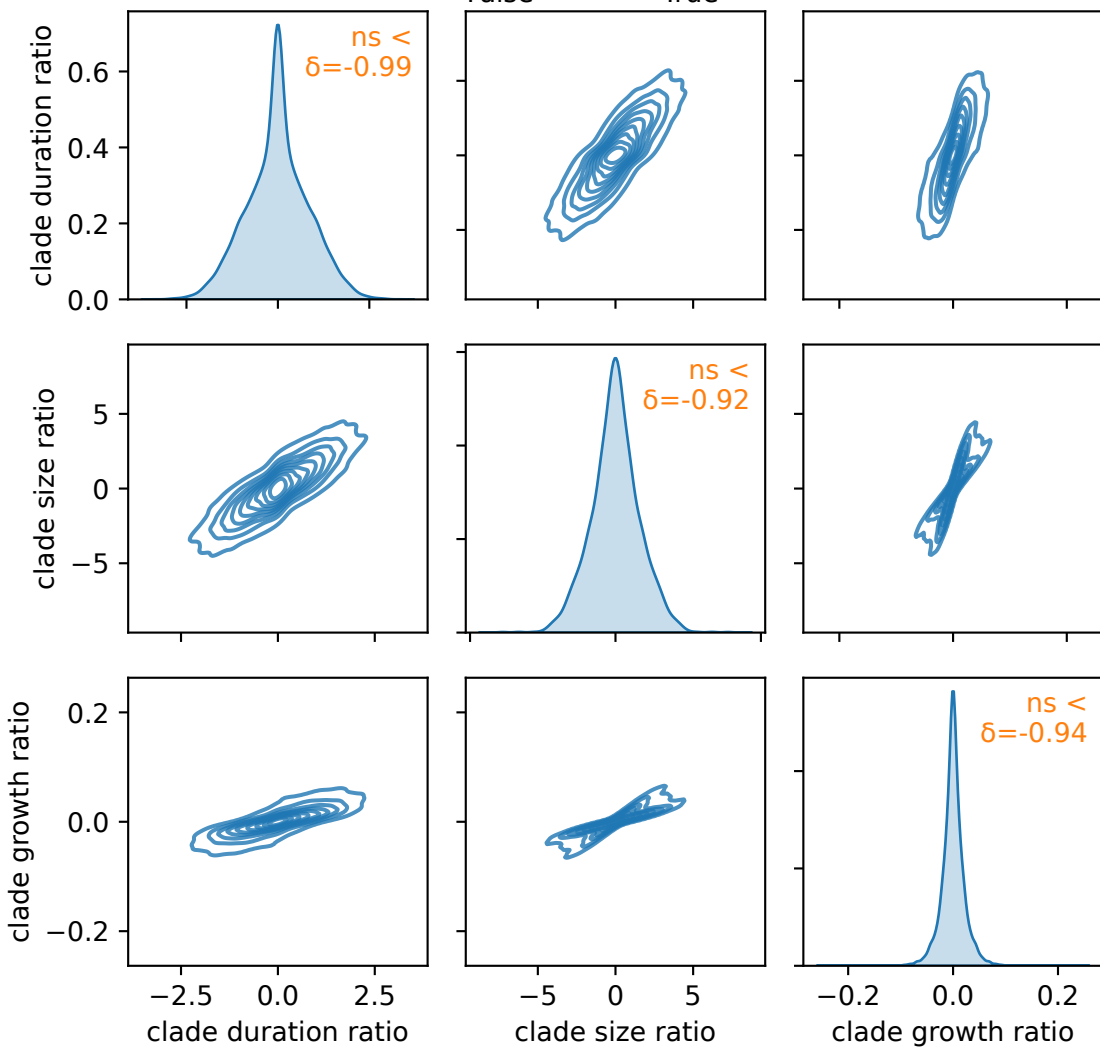 ns <
δ=-0.99
clade duration ratio
0.6
0.4
0.2
0.0
ns <
δ=-0.92
clade size ratio
5
0
−5
ns <
δ=-0.94
clade growth ratio
0.2
0.0
−0.2
−2.5 0.0 2.5
−5 0 5
−0.2 0.0 0.2
clade duration ratio
clade size ratio
clade growth ratio